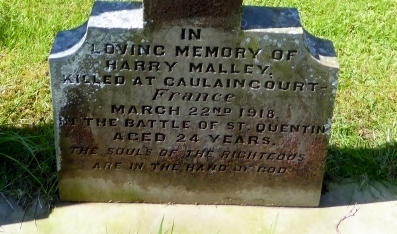 IN
LOVING MEMORY OF
HARRY MALLEY,
KILLED AT CAULAINCOURT-
France
MARCH 22ND 1918.
IN THE BATTLE OF ST. QUENTIN
AGED 24 YEARS.
THE SOULS OF THE RIGHTEOUS
ARE IN THE HAND OF GOD